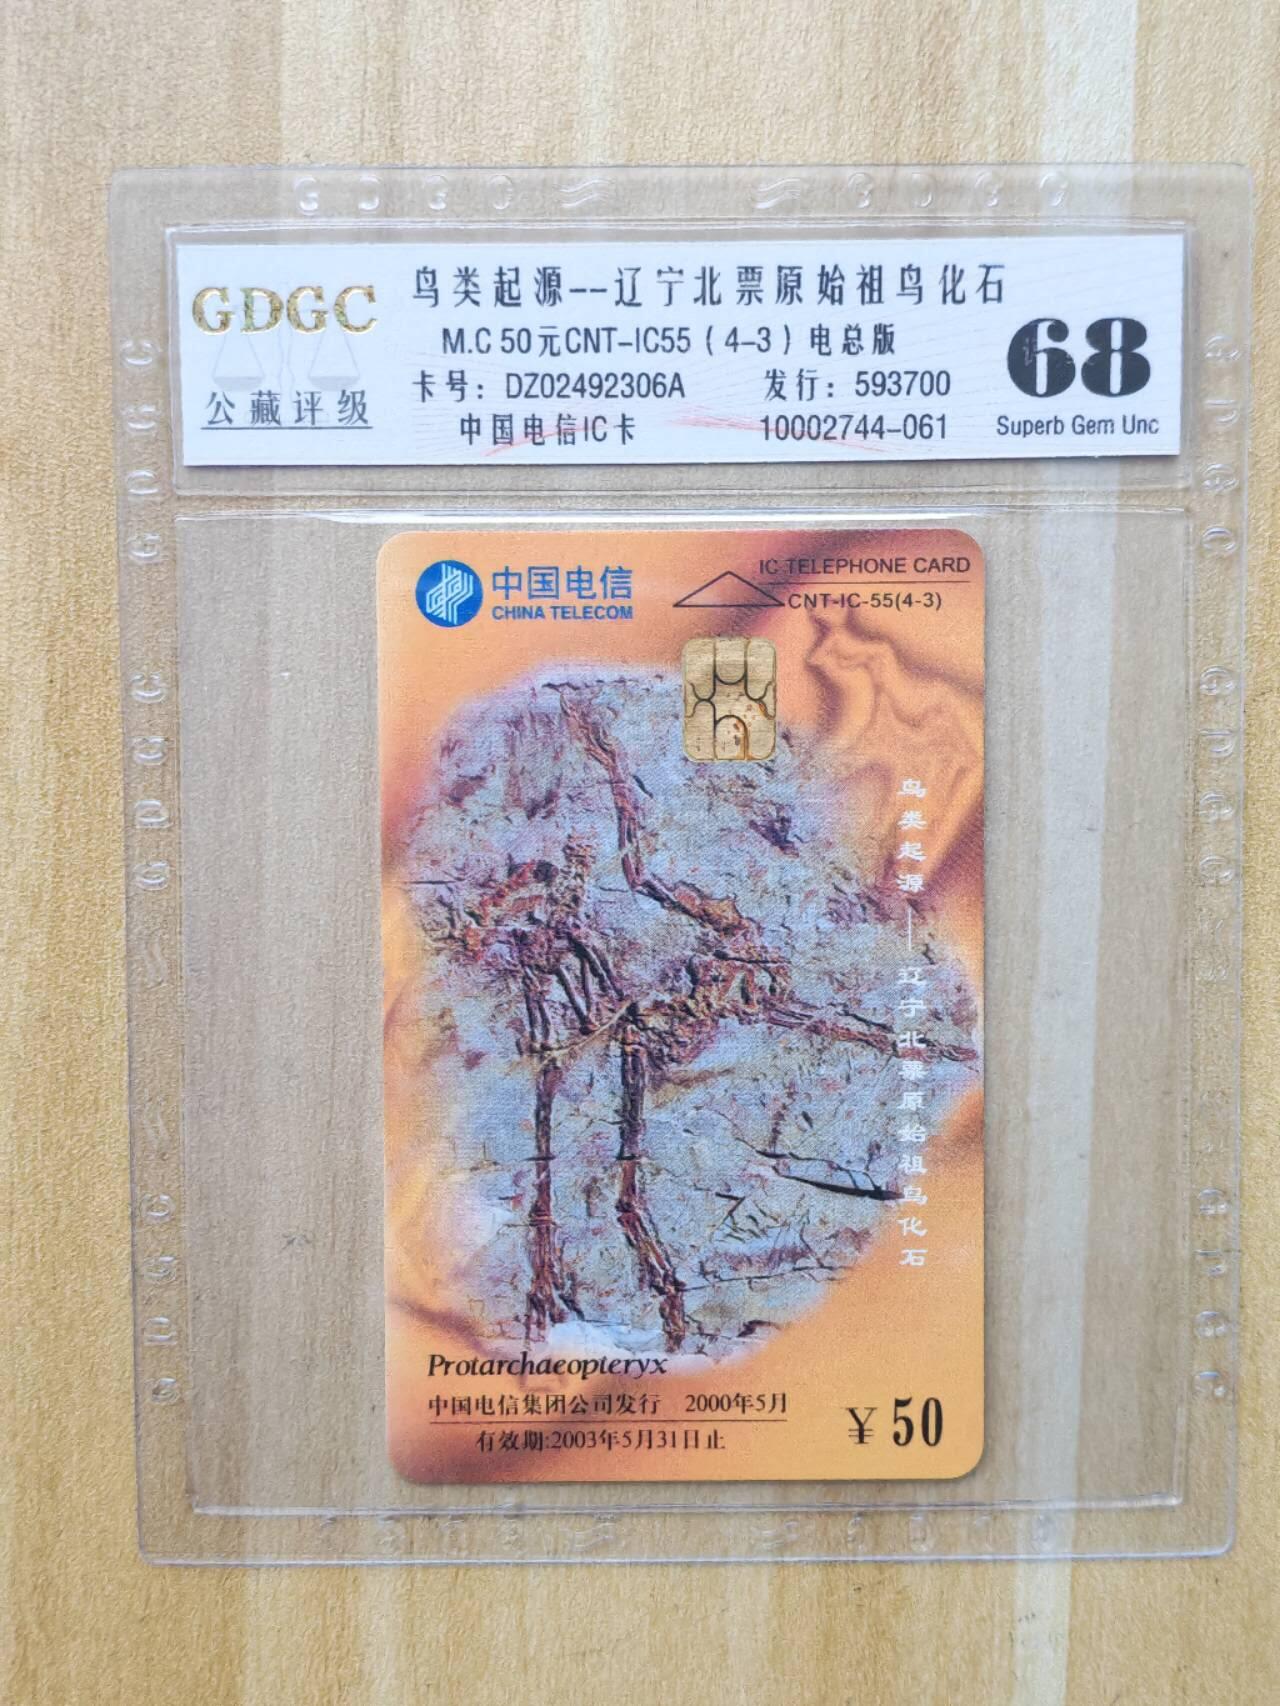 GDGC
公藏评级
鸟类起源--辽宁北票原始祖鸟化石
M.C 50元CNT-IC55（4-3）电总版
卡号：DZ02492306A 发行：593700
中国电信IC卡 10002744-061
68
Superb Gem Unc
中国电信
CHINA TELECOM
IC TELEPHONE CARD
CNT-IC-55(4-3)
鸟类起源——辽宁北票原始祖鸟化石
Protarchaeopteryx
中国电信集团公司发行 2000年5月
有效期:2003年5月31日止
￥50